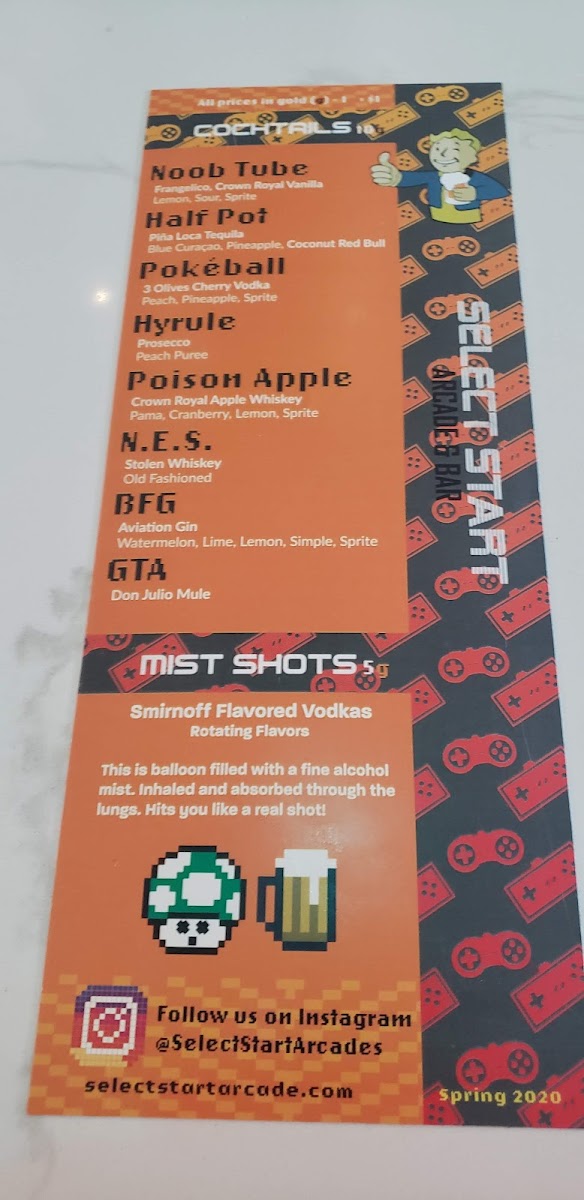 All prices in gold (g) - 1 • $1
COCKTAILS 10g
Noob Tube
Frangelico, Crown Royal Vanilla
Lemon, Sour, Sprite
Half Pot
Piña Loca Tequila
Blue Curaçao, Pineapple, Coconut Red Bull
Pokéball
3 Olives Cherry Vodka
Peach, Pineapple, Sprite
Hyrule
Prosecco
Peach Puree
Poison Apple
Crown Royal Apple Whiskey
Pama, Cranberry, Lemon, Sprite
N.E.S.
Stolen Whiskey
Old Fashioned
BFG
Aviation Gin
Watermelon, Lime, Lemon, Simple, Sprite
GTA
Don Julio Mule
MIST SHOTS 5g
Smirnoff Flavored Vodkas
Rotating Flavors
This is balloon filled with a fine alcohol
mist. Inhaled and absorbed through the
lungs. Hits you like a real shot!
Follow us on Instagram
@SelectStartArcades
selectstartarcade.com
SELECT START
ARCADE & BAR
Spring 2020